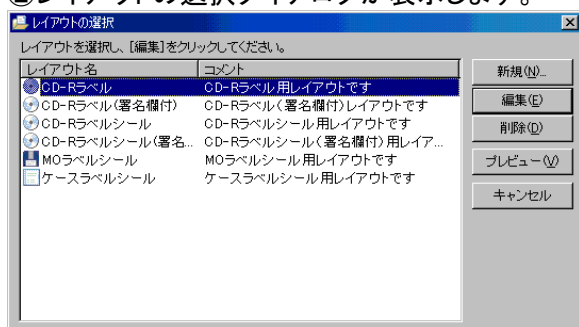 ②レイアウトの選択ダイアログが表示します。
レイアウトの選択
レイアウトを選択し、[編集]をクリックしてください。
レイアウト名 コメント
CD-Rラベル CD-Rラベル用レイアウトです
CD-Rラベル(署名欄付) CD-Rラベル(署名欄付)レイアウトです
CD-Rラベルシール CD-Rラベルシール用レイアウトです
CD-Rラベルシール(署名... CD-Rラベルシール(署名欄付)用レイア...
MOラベルシール MOラベルシール用レイアウトです
ケースラベルシール ケースラベルシール用レイアウトです
新規(N)...
編集(E)
削除(D)
プレビュー(V)
キャンセル